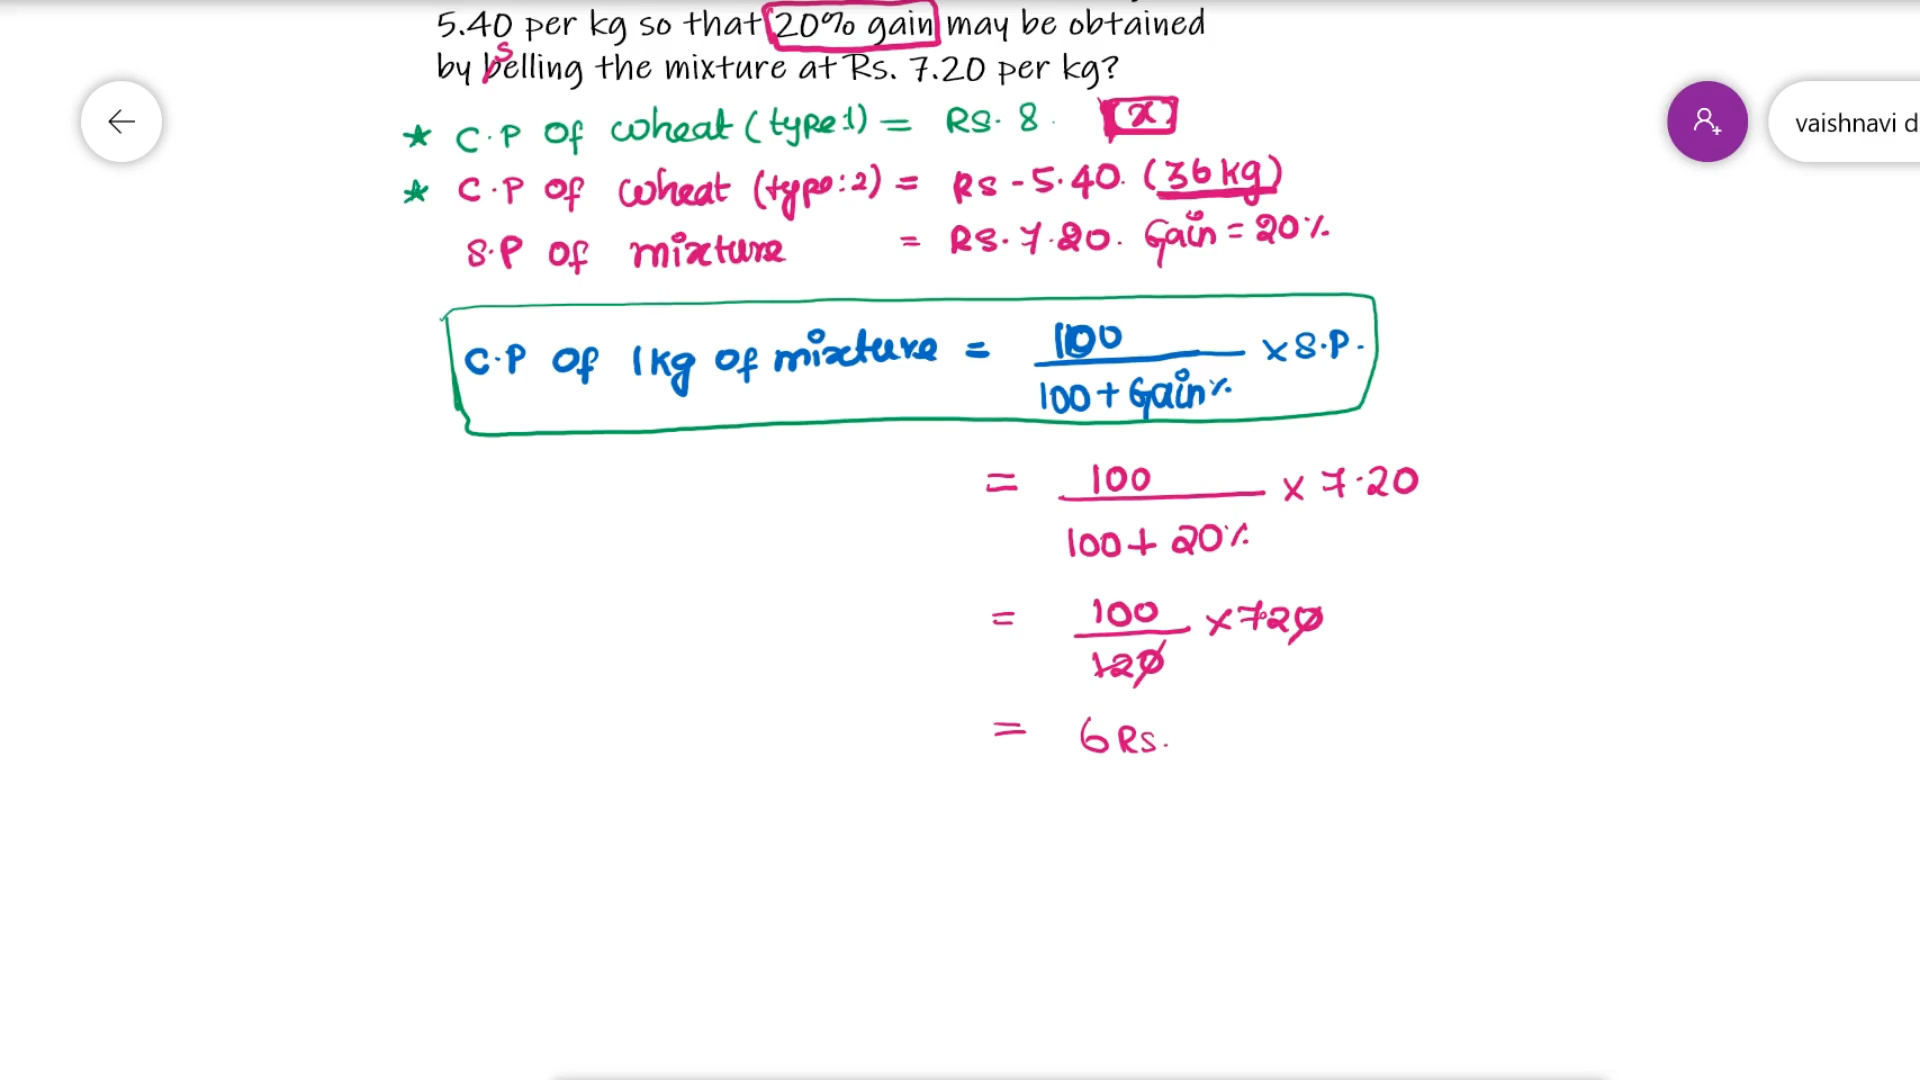 5.40 per kg so that 20% gain may be obtained
by selling the mixture at Rs. 7.20 per kg?
* C.P of wheat (type:1) = RS. 8. x
* C.P of wheat (type:2) = RS - 5.40. (36 kg)
S.P of mixture = RS. 7.20. Gain = 20%
C.P of 1kg of mixture = 100 / 100 + Gain% x S.P.
= 100 / 100 + 20% x 7.20
= 100 / 120 x 7.20
= 6 RS.
vaishnavi d